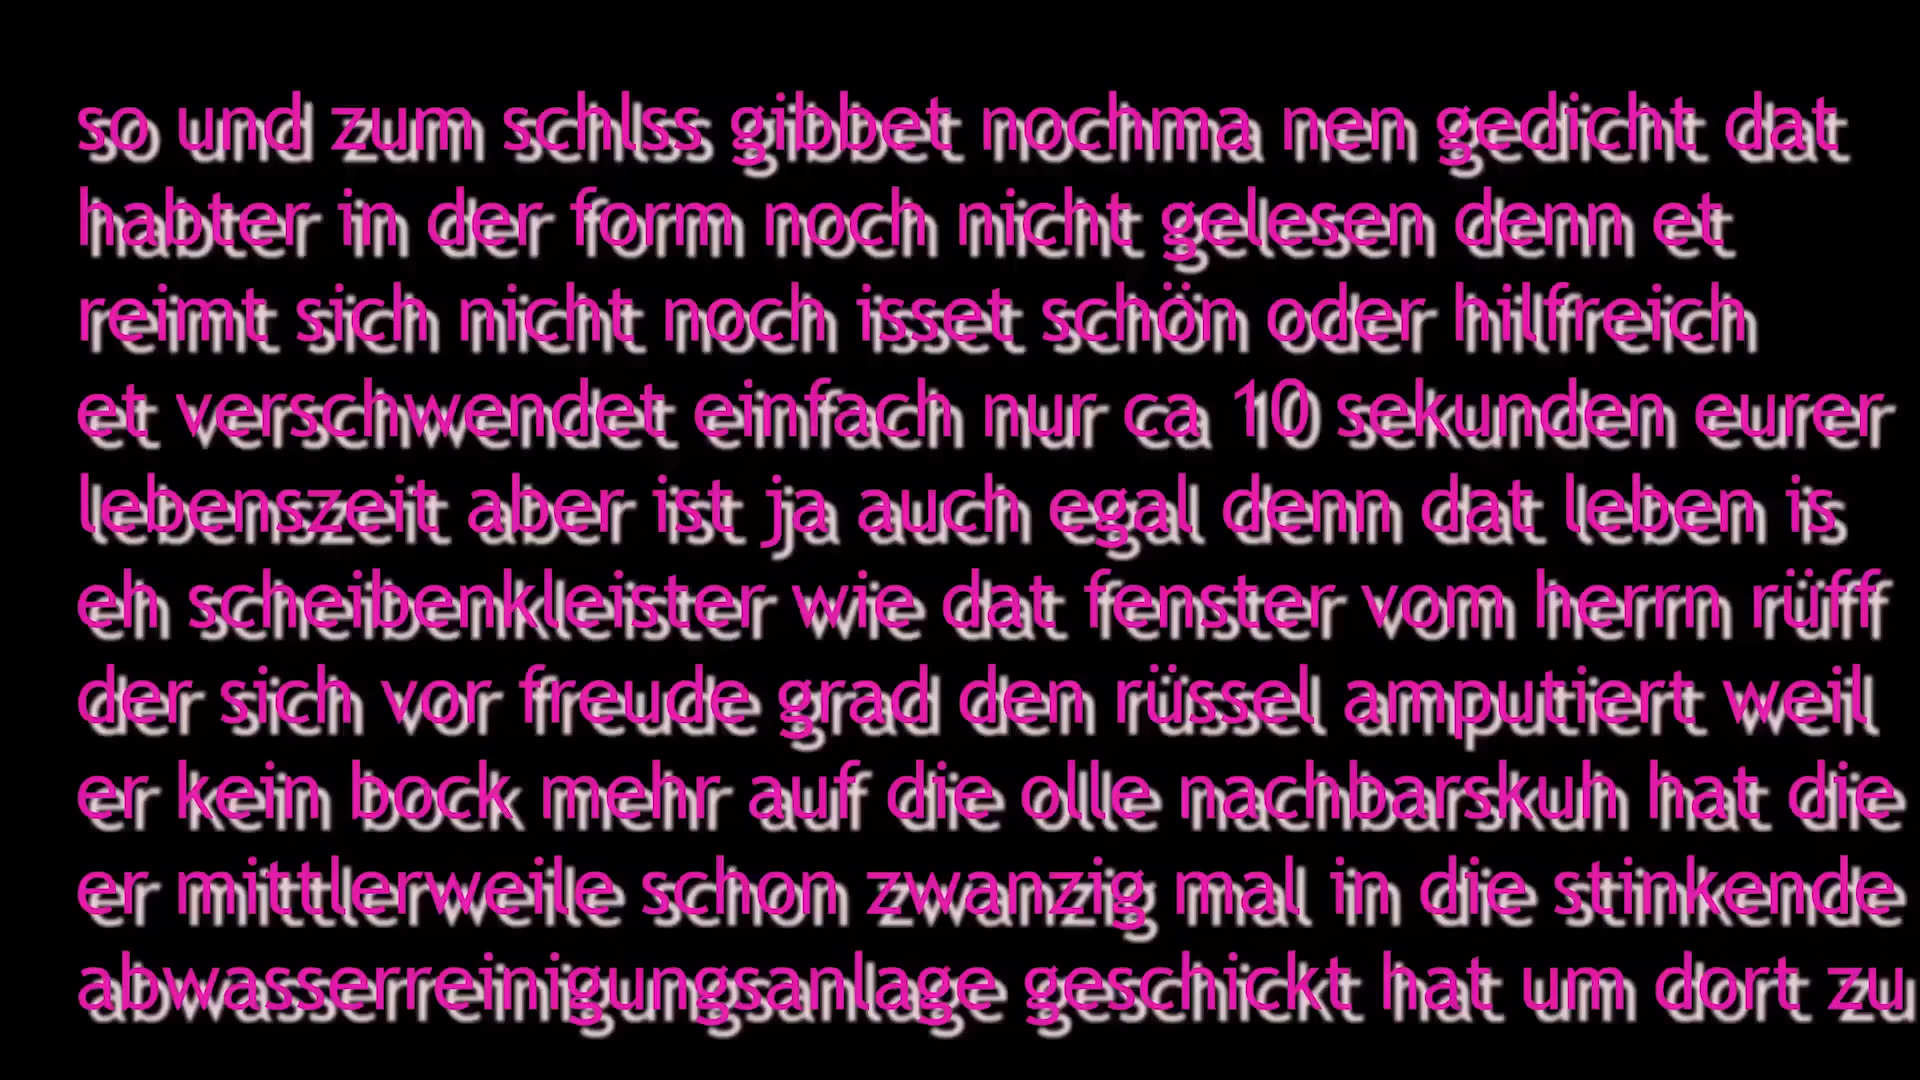 so und zum schlss gibbet nochma nen gedicht dat
habter in der form noch nicht gelesen denn et
reimt sich nicht noch isset schön oder hilfreich
et verschwendet einfach nur ca 10 sekunden eurer
lebenszeit aber ist ja auch egal denn dat leben is
eh scheibenkleister wie dat fenster vom herrn rüff
der sich vor freude grad den rüssel amputiert weil
er kein bock mehr auf die olle nachbarskuh hat die
er mittlerweile schon zwanzig mal in die stinkende
abwasserreinigungsanlage geschickt hat um dort zu